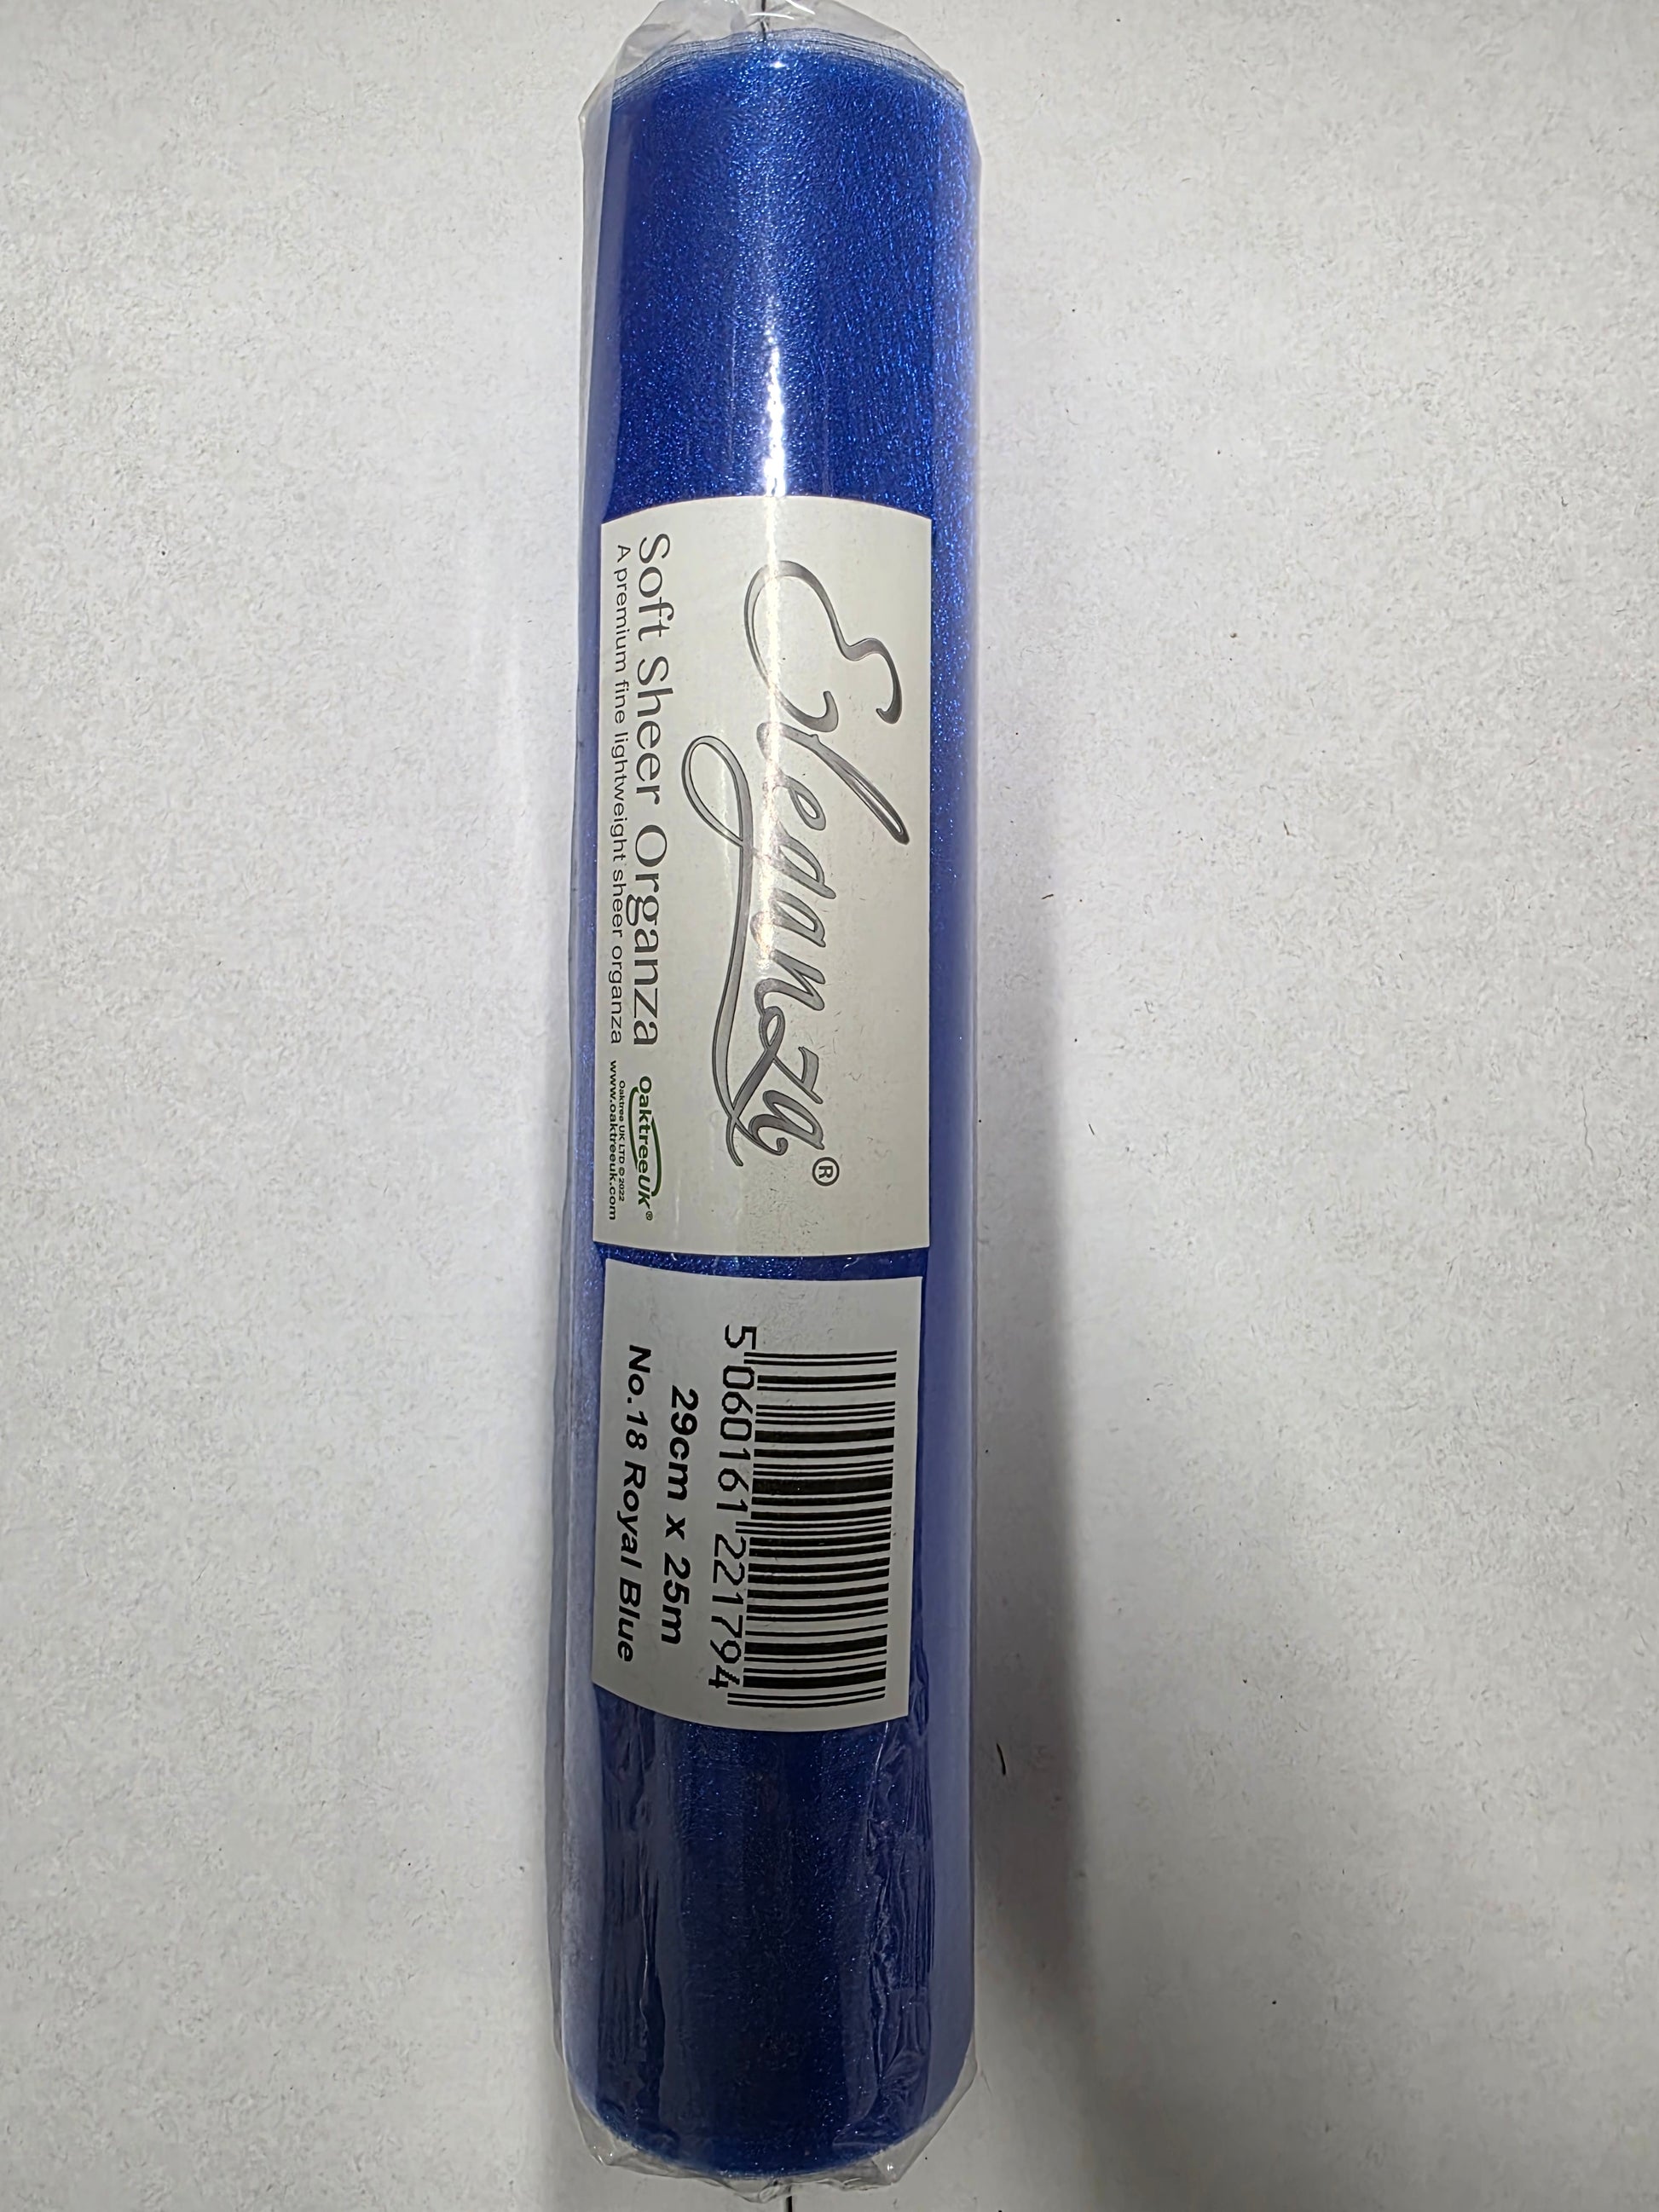 Eleganza®
Soft Sheer Organza
A premium fine lightweight sheer organza
oaktreeUK®
Oaktree UK LTD © 2022
www.oaktreeuk.com
5 060161 221794
29cm x 25m
No.18 Royal Blue